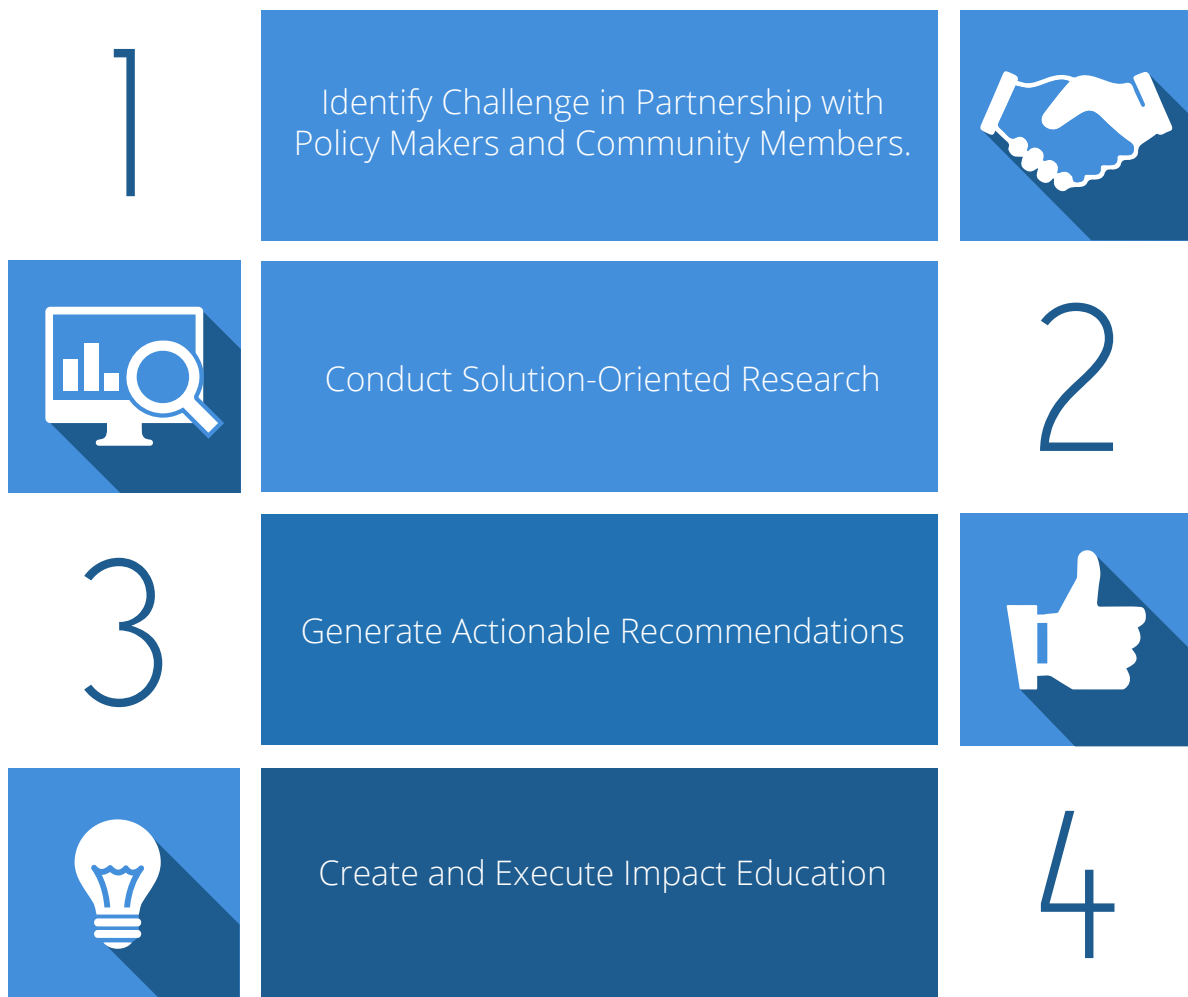 1
Identify Challenge in Partnership with
Policy Makers and Community Members.
Conduct Solution-Oriented Research
2
3
Generate Actionable Recommendations
Create and Execute Impact Education
4